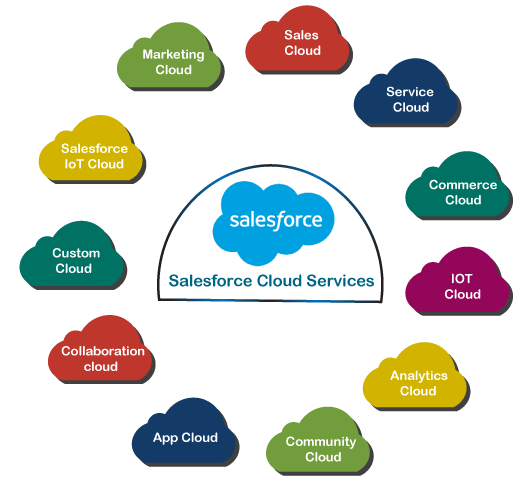 Sales
Cloud
Marketing
Cloud
Service
Cloud
Salesforce
IoT Cloud
Commerce
Cloud
salesforce
Custom
Cloud
Salesforce Cloud Services
IOT
Cloud
Collaboration
cloud
Analytics
Cloud
App Cloud
Community
Cloud